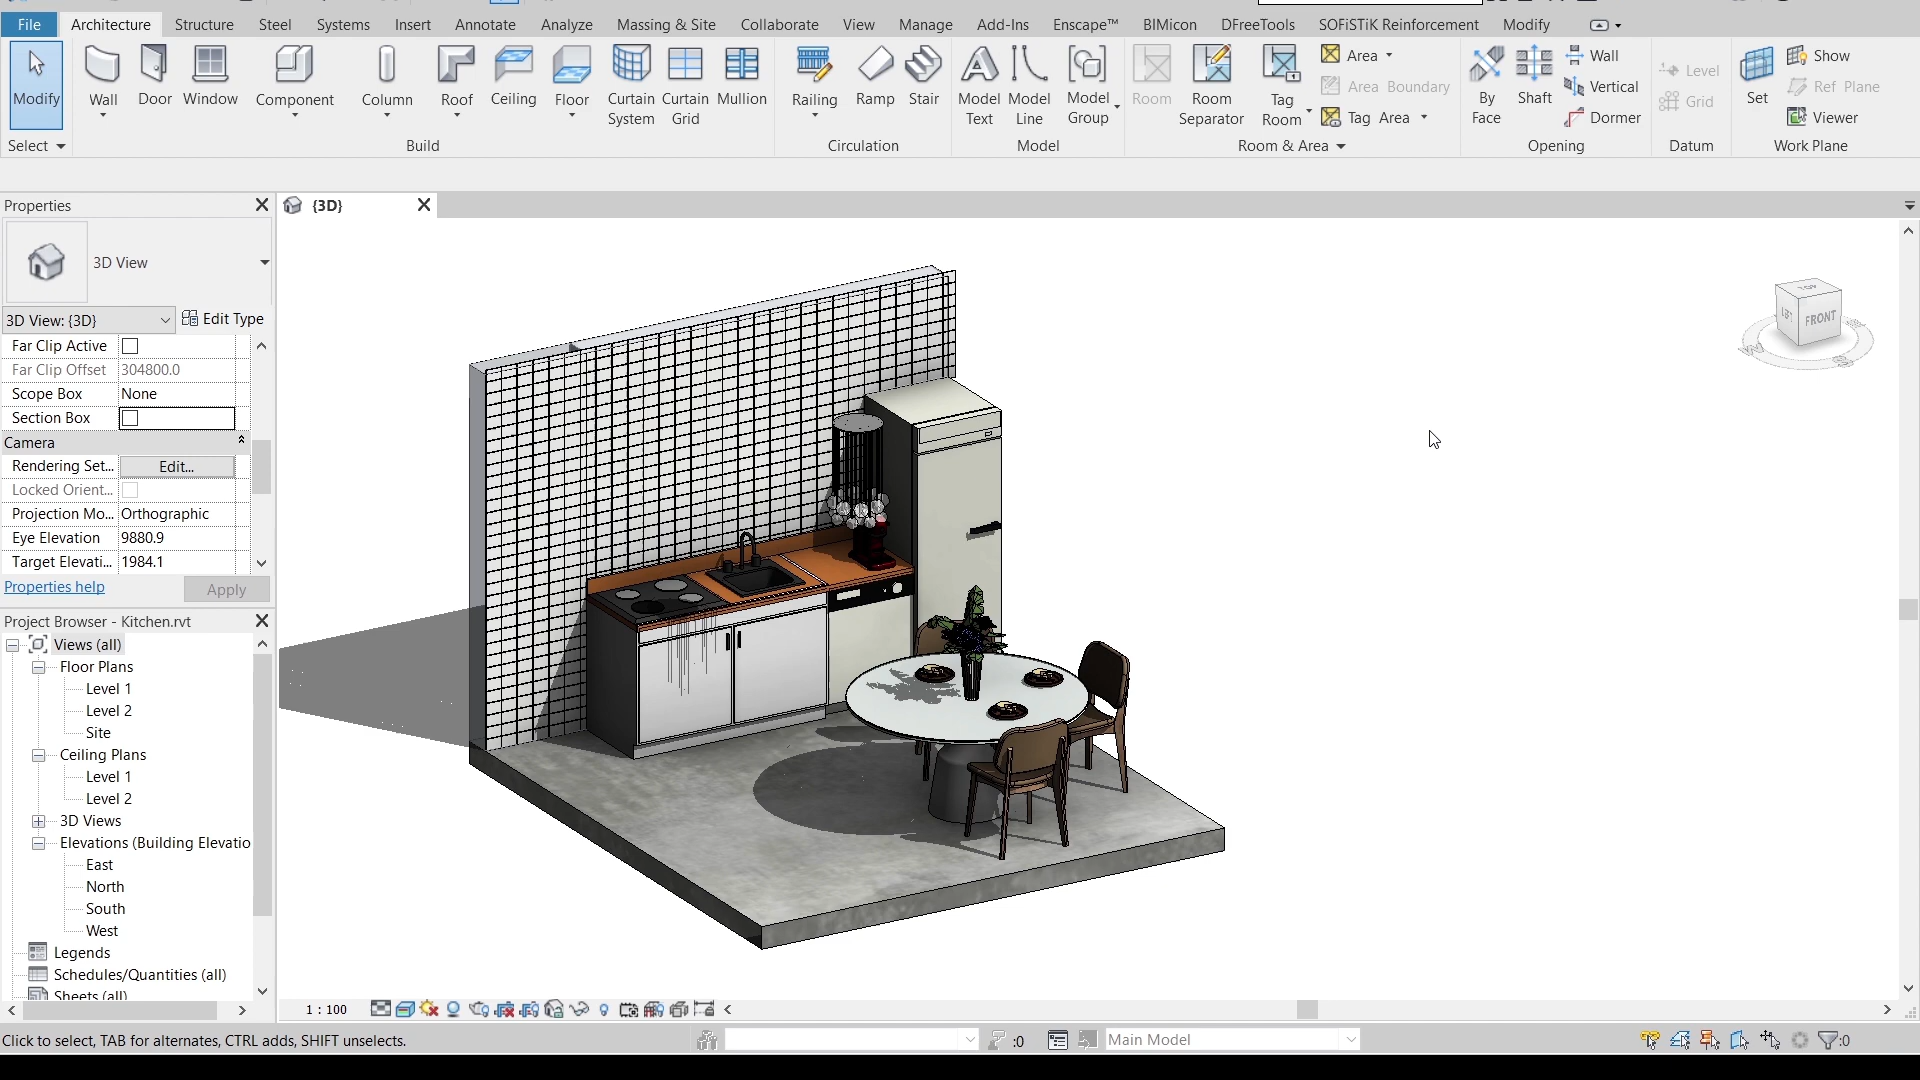 File Architecture Structure Steel Systems Insert Annotate Analyze Massing & Site Collaborate View Manage Add-Ins Enscape™ BIMicon DFreeTools SOFiSTiK Reinforcement Modify
Modify Wall Door Window Component Column Roof Ceiling Floor Curtain System Curtain Grid Mullion Railing Ramp Stair Model Text Model Line Model Group Room Room Separator Tag Room
Area
Area Boundary
Tag Area
By Face Shaft
Wall
Vertical
Dormer
Level
Grid
Set
Show
Ref Plane
Viewer
Select Build Circulation Model Room & Area Opening Datum Work Plane
Properties
{3D}
3D View
3D View: {3D} Edit Type
Far Clip Active
Far Clip Offset 304800.0
Scope Box None
Section Box
Camera
Rendering Set... Edit...
Locked Orient...
Projection Mo... Orthographic
Eye Elevation 9880.9
Target Elevati... 1984.1
Properties help Apply
Project Browser - Kitchen.rvt
Views (all)
Floor Plans
Level 1
Level 2
Site
Ceiling Plans
Level 1
Level 2
3D Views
Elevations (Building Elevatio
East
North
South
West
Legends
Schedules/Quantities (all)
Sheets (all)
TOP
FRONT
1 : 100
Click to select, TAB for alternates, CTRL adds, SHIFT unselects.
:0
Main Model
:0